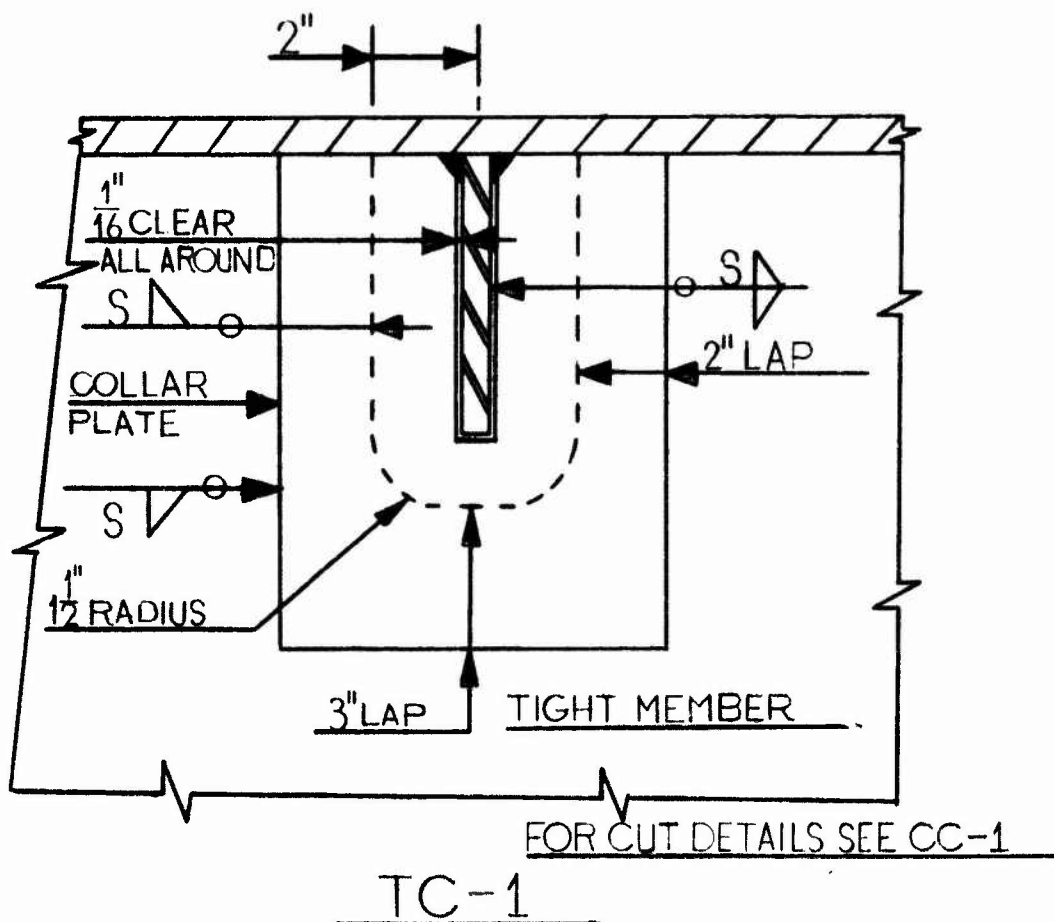 2"
1/16" CLEAR
ALL AROUND
S
S
2" LAP
COLLAR
PLATE
S
1 1/2" RADIUS
3" LAP
TIGHT MEMBER
FOR CUT DETAILS SEE CC-1
TC-1